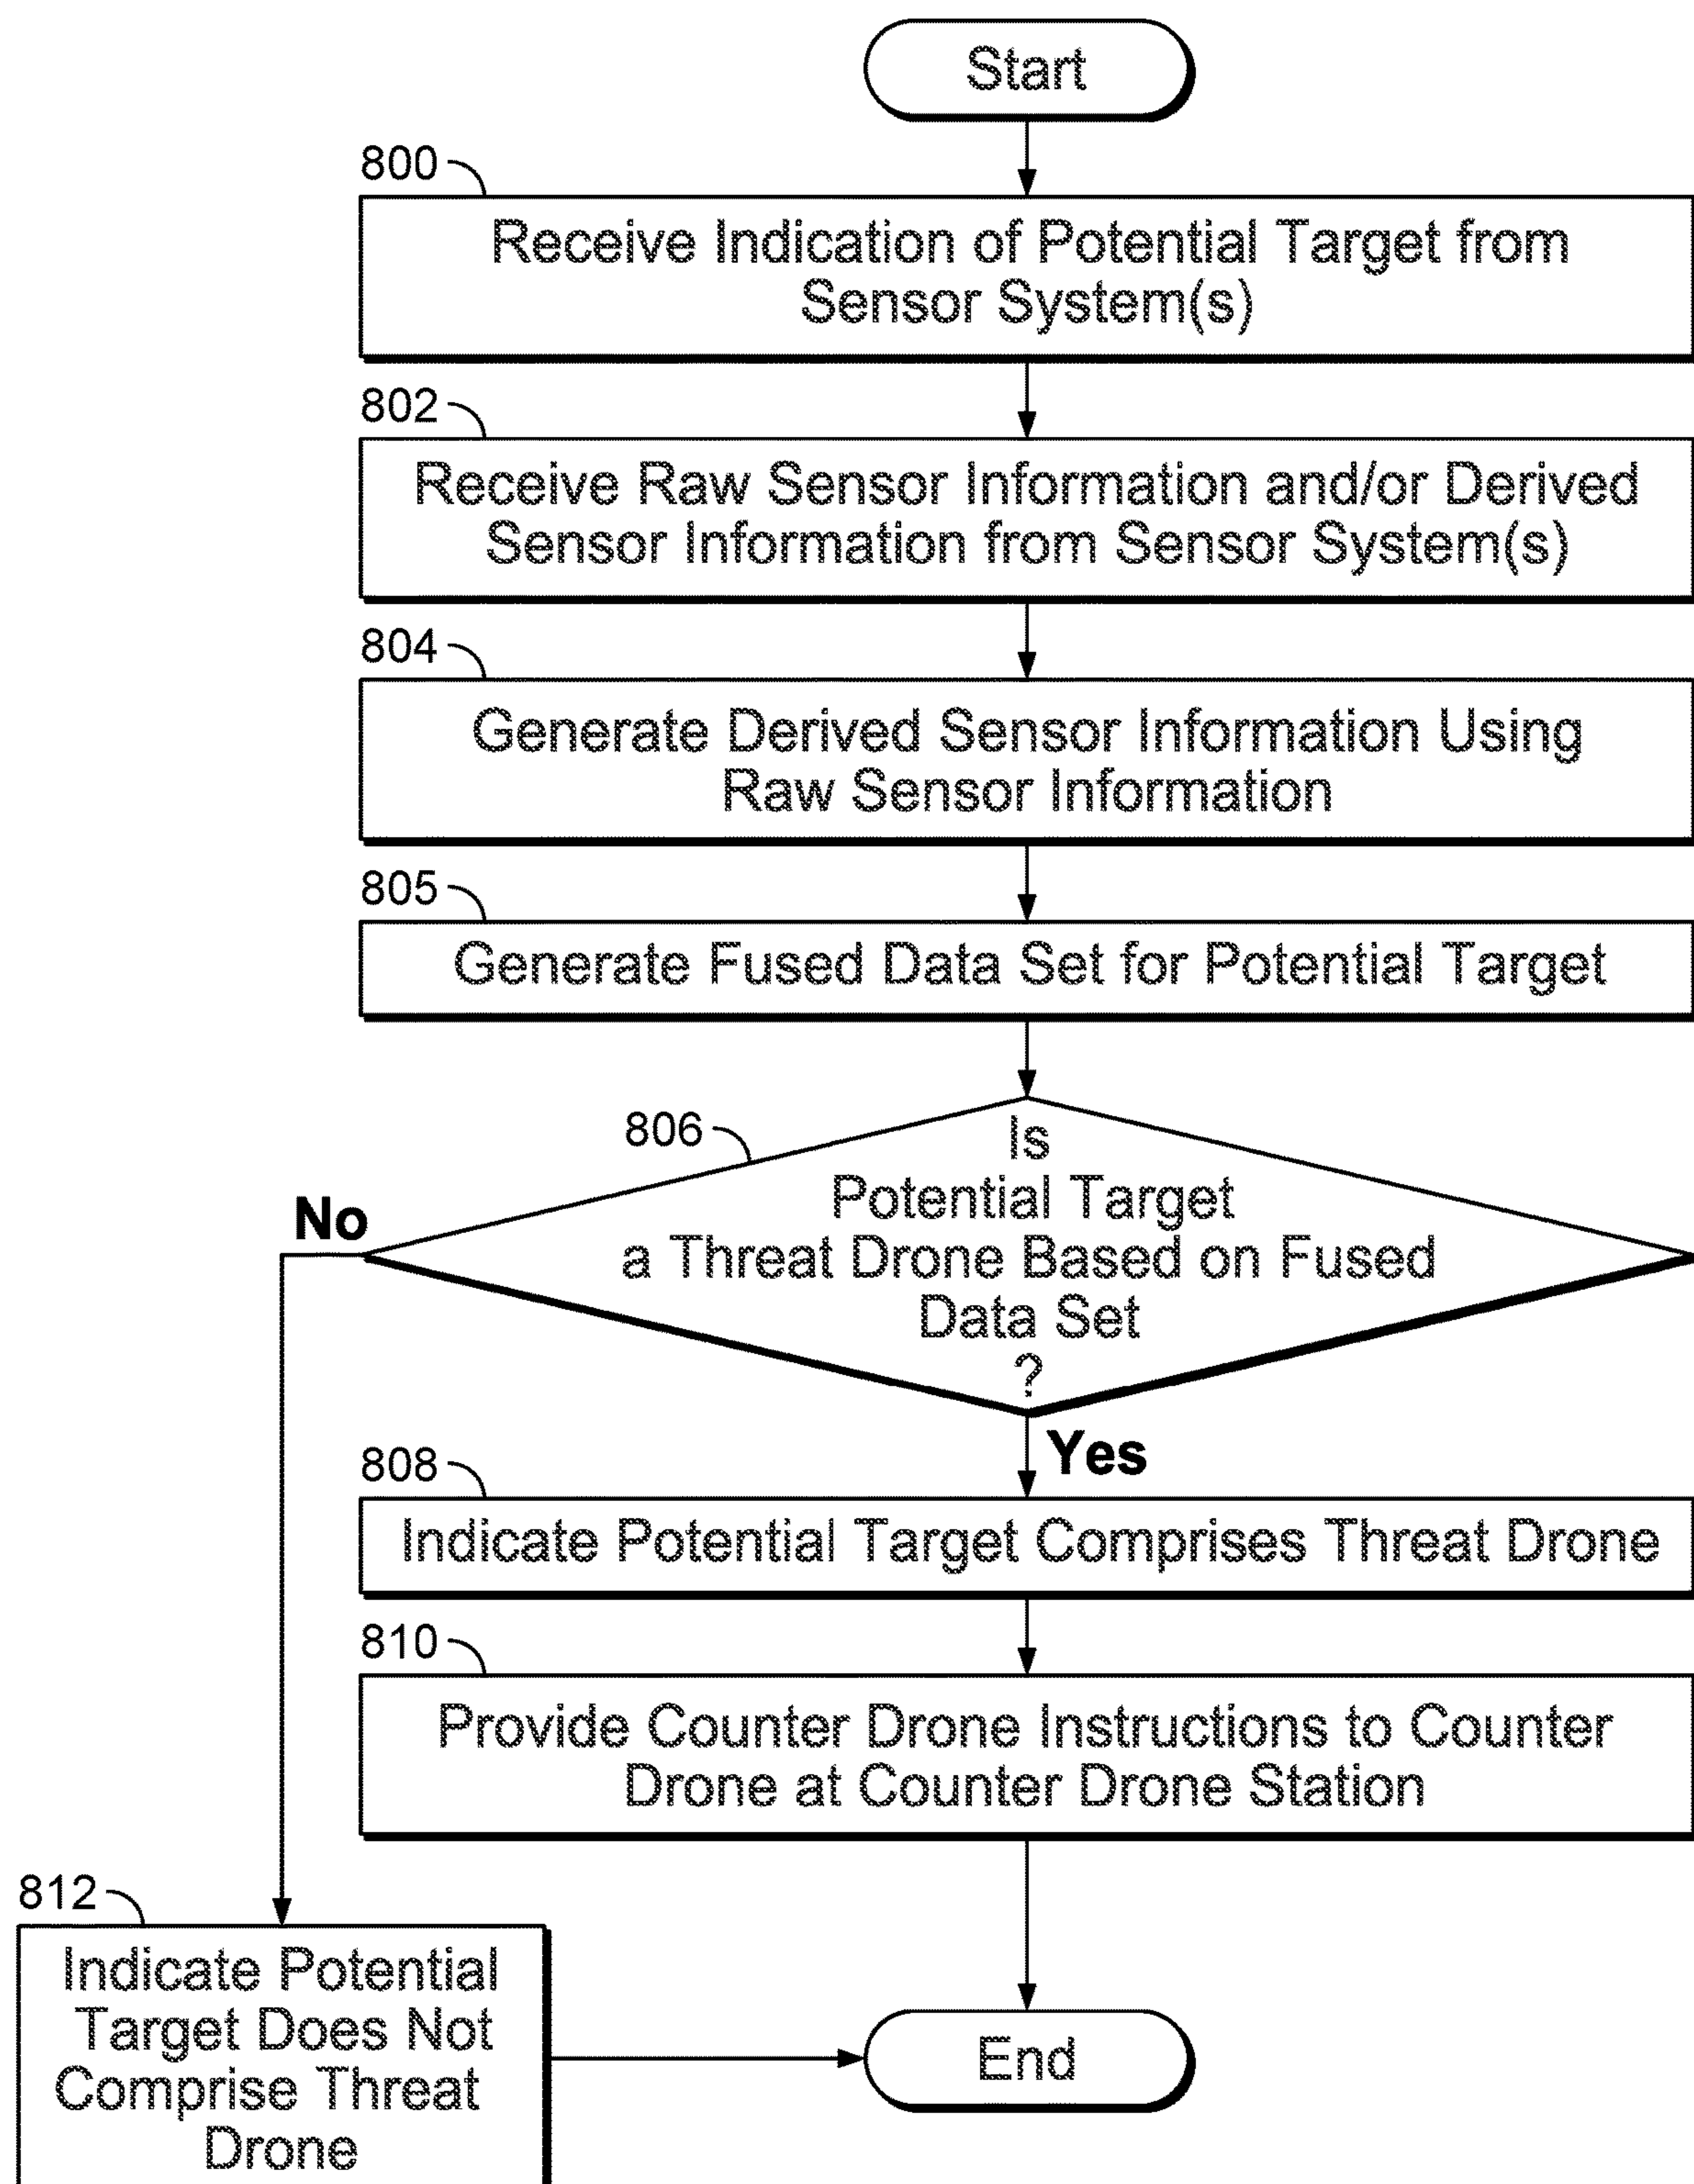 Start
800
Receive Indication of Potential Target from
Sensor System(s)
802
Receive Raw Sensor Information and/or Derived
Sensor Information from Sensor System(s)
804
Generate Derived Sensor Information Using
Raw Sensor Information
805
Generate Fused Data Set for Potential Target
806
Is
Potential Target
a Threat Drone Based on Fused
Data Set
?
No
Yes
808
Indicate Potential Target Comprises Threat Drone
810
Provide Counter Drone Instructions to Counter
Drone at Counter Drone Station
812
Indicate Potential
Target Does Not
Comprise Threat
Drone
End